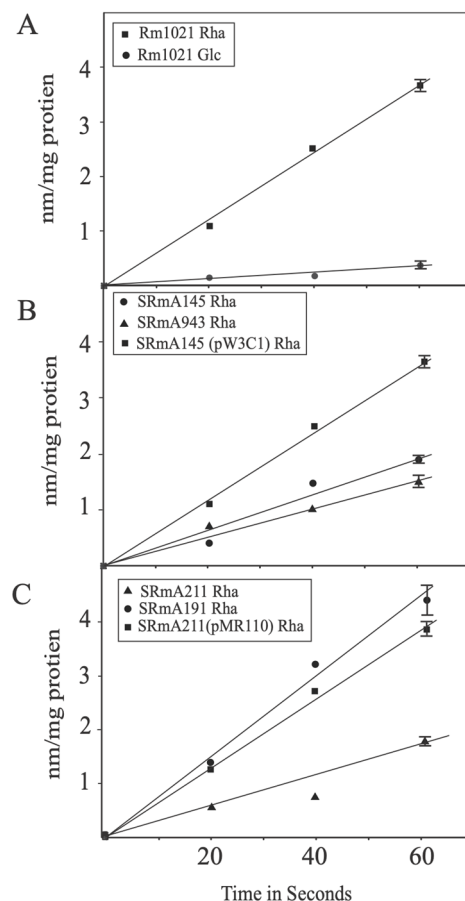 A
Rm1021 Rha
Rm1021 Glc
nm/mg protien
4
3
2
1
B
SRmA145 Rha
SRmA943 Rha
SRmA145 (pW3C1) Rha
nm/mg protien
4
3
2
1
C
SRmA211 Rha
SRmA191 Rha
SRmA211(pMR110) Rha
nm/mg protien
4
3
2
1
20 40 60
Time in Seconds